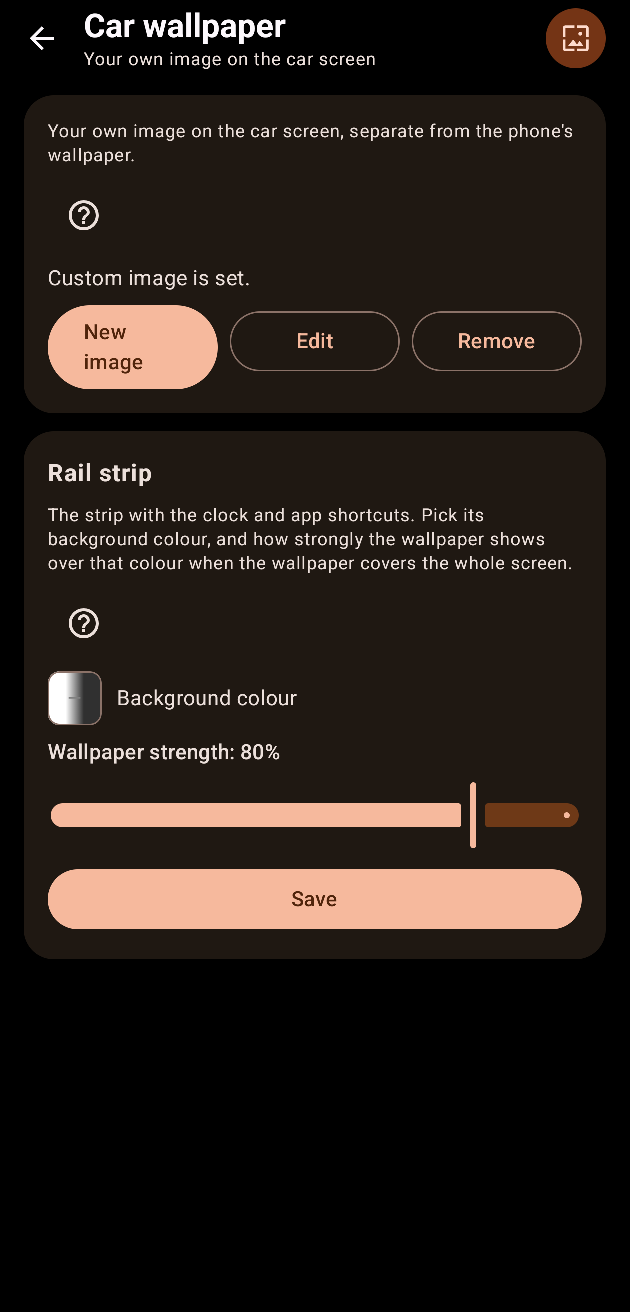 Car wallpaper
Your own image on the car screen
Your own image on the car screen, separate from the phone's
wallpaper.
Custom image is set.
New
image
Edit
Remove
Rail strip
The strip with the clock and app shortcuts. Pick its
background colour, and how strongly the wallpaper shows
over that colour when the wallpaper covers the whole screen.
Background colour
Wallpaper strength: 80%
Save